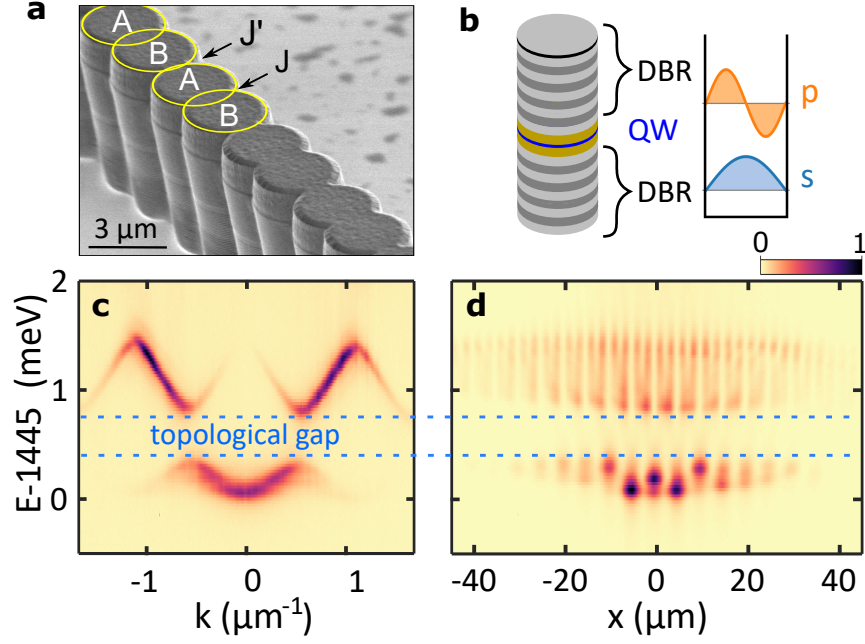 a
A
B
A
B
J'
J
3 µm
b
DBR
QW
DBR
p
s
0 1
c
2
1
0
E-1445 (meV)
topological gap
-1 0 1
k (µm⁻¹)
d
-40 -20 0 20 40
x (µm)